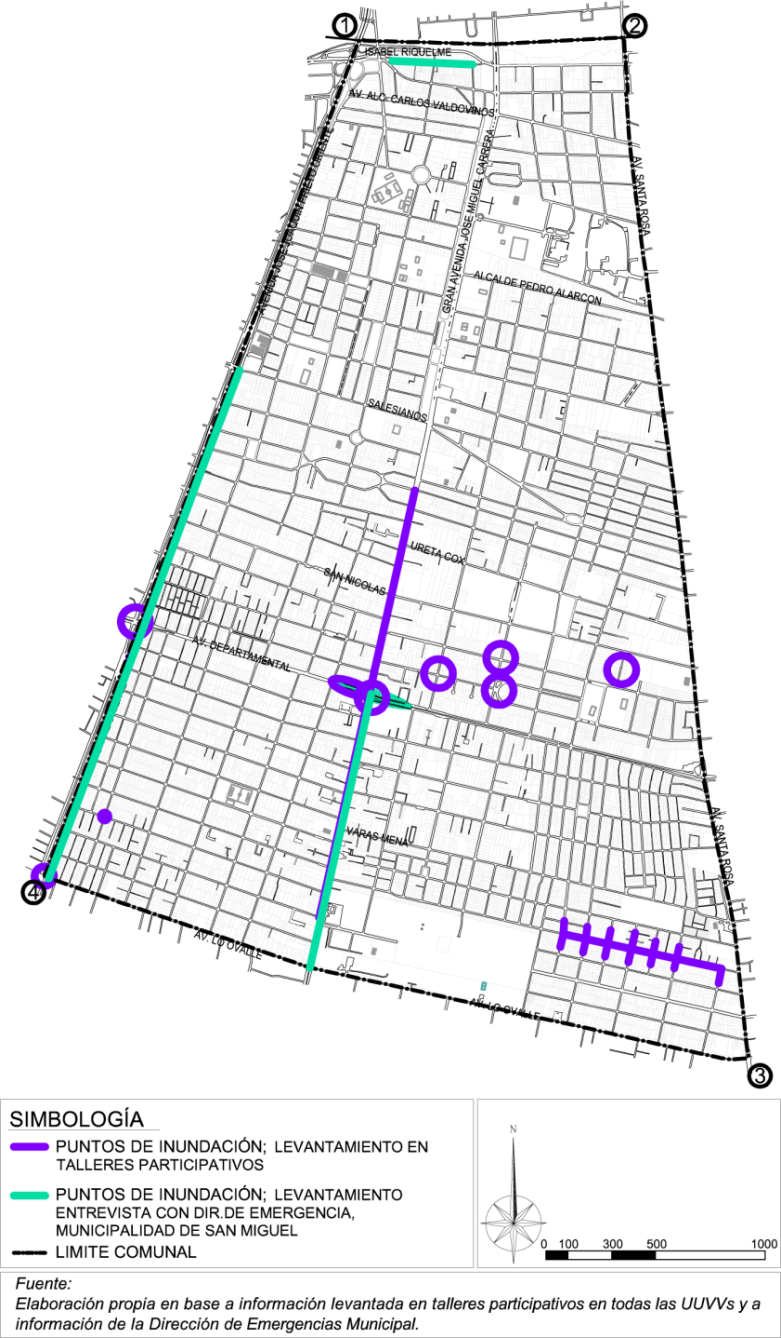 1
2
ISABEL RIQUELME
AV. ALC. CARLOS VALDOVINOS
AV. SANTA ROSA
GRAN AVENIDA JOSE MIGUEL CARRERA
ALCALDE PEDRO ALARCON
SALESIANOS
URETA COX
SAN NICOLAS
AV. DEPARTAMENTAL
VARAS MENA
AV. SANTA ROSA
4
AV. LO OVALLE
AV. LO OVALLE
3
SIMBOLOGÍA
PUNTOS DE INUNDACIÓN; LEVANTAMIENTO EN
TALLERES PARTICIPATIVOS
PUNTOS DE INUNDACIÓN; LEVANTAMIENTO
ENTREVISTA CON DIR.DE EMERGENCIA,
MUNICIPALIDAD DE SAN MIGUEL
LIMITE COMUNAL
N
0 100 300 500 1000
Fuente:
Elaboración propia en base a información levantada en talleres participativos en todas las UUVVs y a
información de la Dirección de Emergencias Municipal.